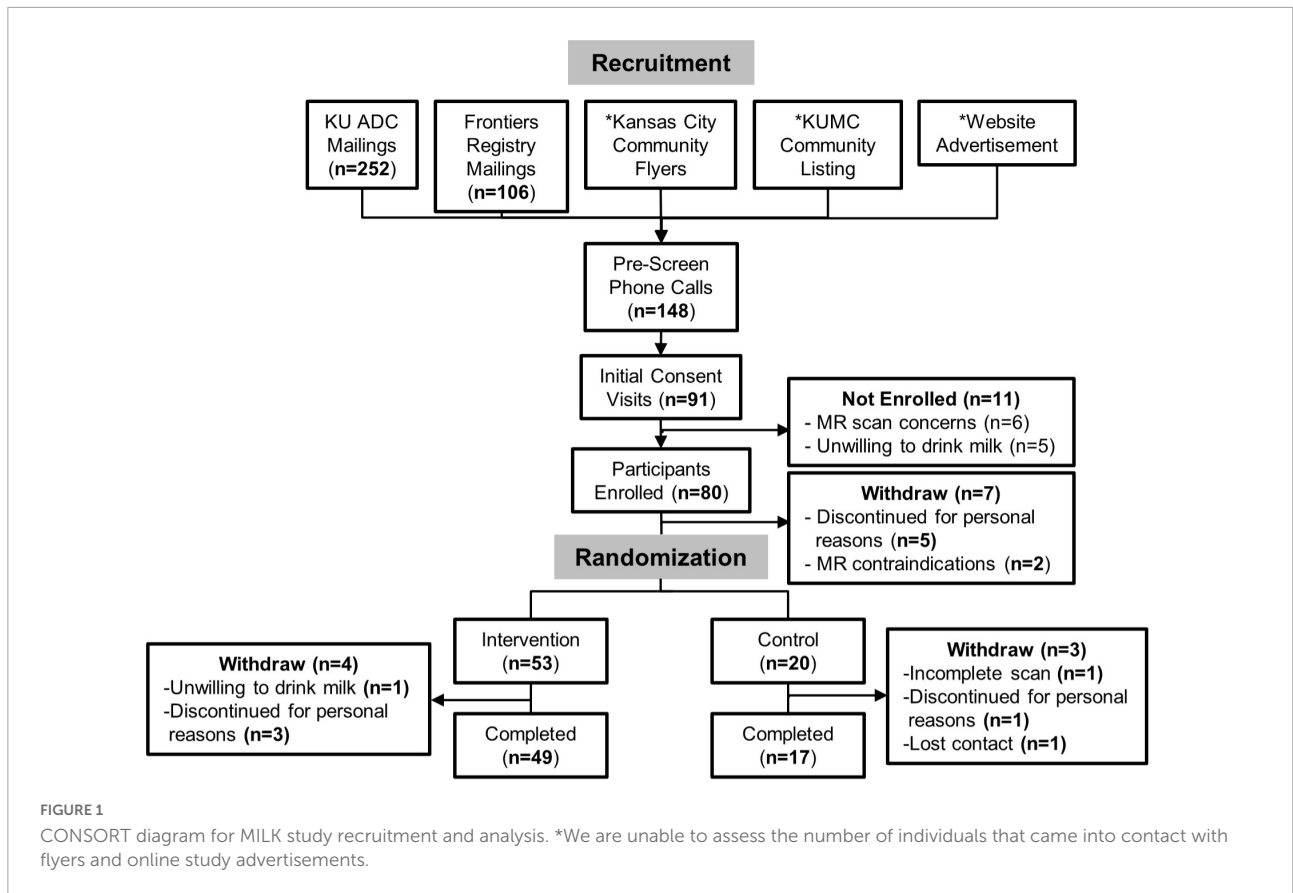 Recruitment
KU ADC
Mailings
(n=252)
Frontiers
Registry
Mailings
(n=106)
*Kansas City
Community
Flyers
*KUMC
Community
Listing
*Website
Advertisement
Pre-Screen
Phone Calls
(n=148)
Initial Consent
Visits (n=91)
Not Enrolled (n=11)
- MR scan concerns (n=6)
- Unwilling to drink milk (n=5)
Participants
Enrolled (n=80)
Withdraw (n=7)
- Discontinued for personal
reasons (n=5)
- MR contraindications (n=2)
Randomization
Intervention
(n=53)
Control
(n=20)
Withdraw (n=4)
-Unwilling to drink milk (n=1)
-Discontinued for personal
reasons (n=3)
Withdraw (n=3)
-Incomplete scan (n=1)
-Discontinued for personal
reasons (n=1)
-Lost contact (n=1)
Completed
(n=49)
Completed
(n=17)
FIGURE 1
CONSORT diagram for MILK study recruitment and analysis. *We are unable to assess the number of individuals that came into contact with
flyers and online study advertisements.